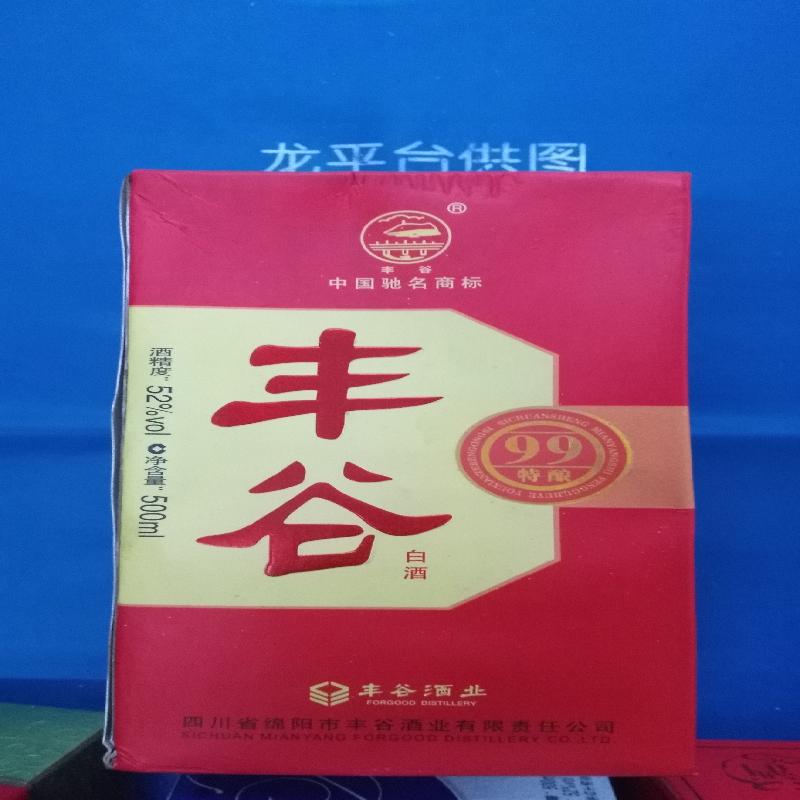 龙平台供图
®
丰 谷
中国驰名商标
丰谷
白酒
酒精度: 52%vol 净含量: 500ml
99
特酿
丰谷酒业
FORGOOD DISTILLERY
四川省绵阳市丰谷酒业有限责任公司
SICHUAN MIANYANG FORGOOD DISTILLERY CO.,LTD.